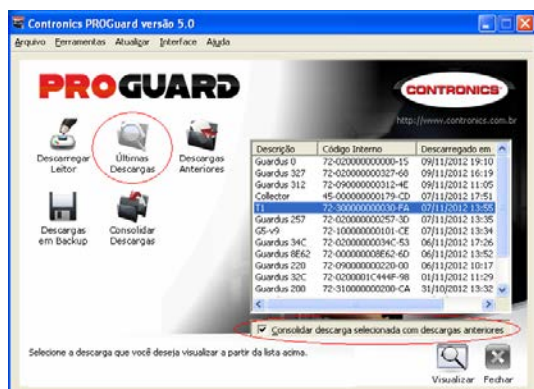 Contronics PROGuard versão 5.0
Arquivo Ferramentas Atualizar Interface Ajuda
PROGUARD
CONTRONICS
http://www.contronics.com.br
Descarregar Leitor
Últimas Descargas
Descargas Anteriores
Descargas em Backup
Consolidar Descargas
Descrição Código Interno Descarregado em
Guardus 0 72-020000000000-15 09/11/2012 19:10
Guardus 327 72-020000000327-68 09/11/2012 16:19
Guardus 312 72-090000000312-4E 09/11/2012 11:05
Collector 45-000000000179-CD 07/11/2012 17:51
T1 72-300000000030-FA 07/11/2012 13:55
Guardus 257 72-020000000257-3D 07/11/2012 13:35
G5-v9 72-100000000101-CE 07/11/2012 13:34
Guardus 34C 72-02000000034C-53 06/11/2012 17:26
Guardus 8E62 72-000000008E62-6D 06/11/2012 13:52
Guardus 220 72-090000000220-00 06/11/2012 10:17
Guardus 32C 72-0200001C444F-98 01/11/2012 11:29
Guardus 200 72-310000000200-CA 31/10/2012 13:32
Consolidar descarga selecionada com descargas anteriores
Selecione a descarga que você deseja visualizar a partir da lista acima.
Visualizar Fechar